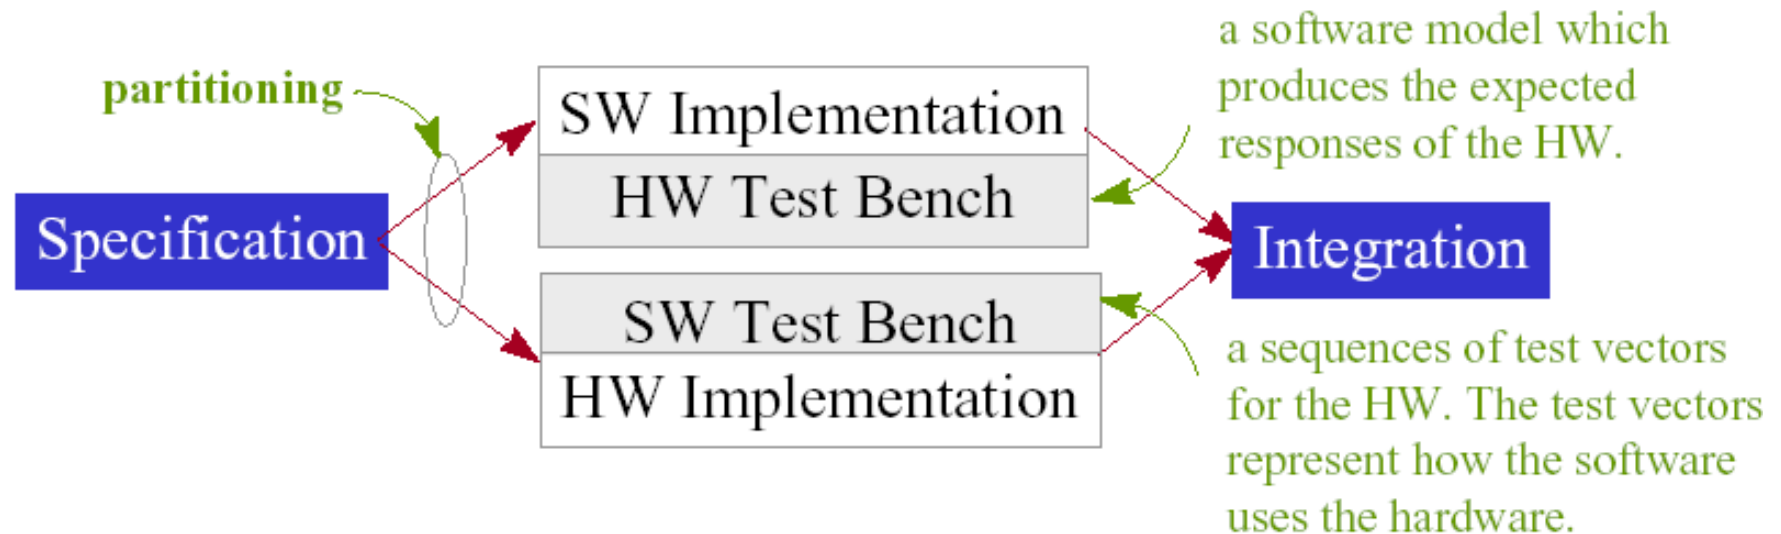 partitioning
Specification
SW Implementation
HW Test Bench
SW Test Bench
HW Implementation
a software model which
produces the expected
responses of the HW.
Integration
a sequences of test vectors
for the HW. The test vectors
represent how the software
uses the hardware.